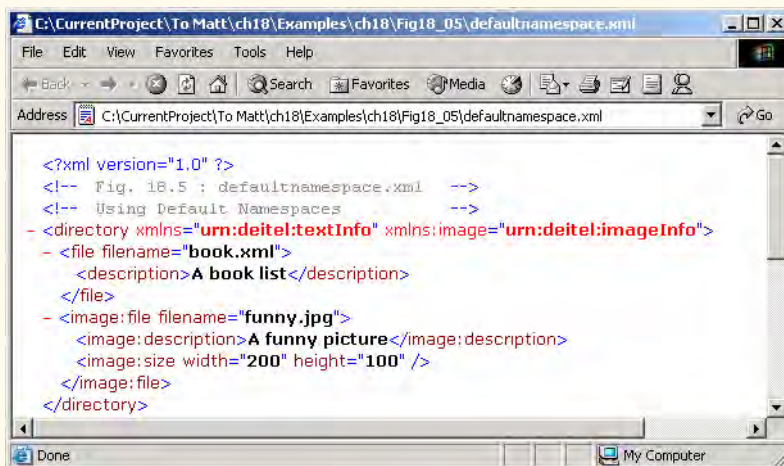 C:\CurrentProject\To Matt\ch18\Examples\ch18\Fig18_05\defaultnamespace.xml
File Edit View Favorites Tools Help
Back Search Favorites Media
Address C:\CurrentProject\To Matt\ch18\Examples\ch18\Fig18_05\defaultnamespace.xml Go
<?xml version="1.0" ?>
<!-- Fig. 18.5 : defaultnamespace.xml -->
<!-- Using Default Namespaces -->
- <directory xmlns="urn:deitel:textInfo" xmlns:image="urn:deitel:imageInfo">
- <file filename="book.xml">
<description>A book list</description>
</file>
- <image:file filename="funny.jpg">
<image:description>A funny picture</image:description>
<image:size width="200" height="100" />
</image:file>
</directory>
Done My Computer